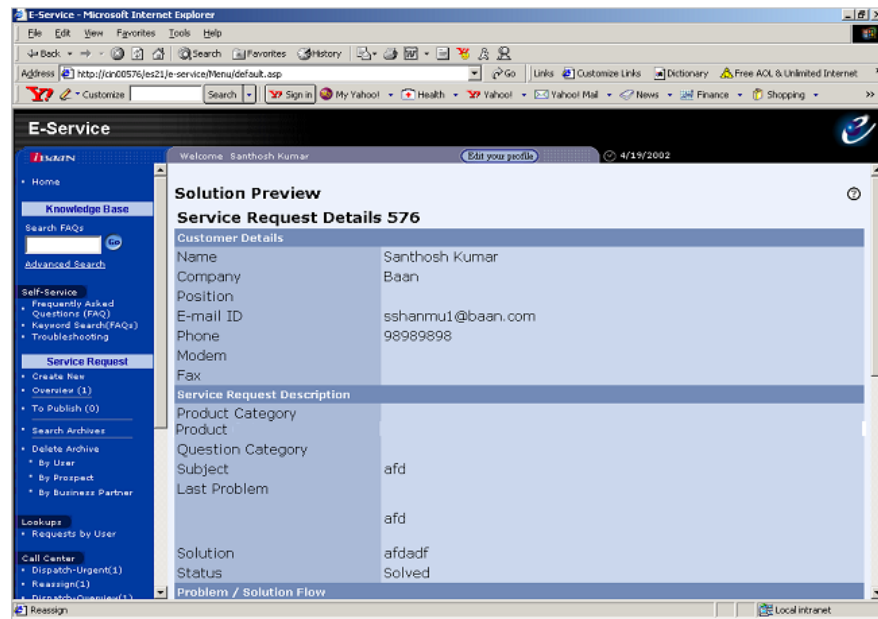 E-Service - Microsoft Internet Explorer
File Edit View Favorites Tools Help
Back Search Favorites History
Address http://cin00576/es21/e-service/Menu/default.asp Go Links Customize Links Dictionary Free AOL & Unlimited Internet
Y7 Customize Search Sign in My Yahoo! Health Yahoo! Yahoo! Mail News Finance Shopping »
E-Service
Baan Welcome Santhosh Kumar Edit your profile 4/19/2002
Home
Knowledge Base
Search FAQs
Go
Advanced Search
Self-Service
Frequently Asked
Questions (FAQ)
Keyword Search(FAQs)
Troubleshooting
Service Request
Create New
Overview (1)
To Publish (0)
Search Archives
Delete Archive
By User
By Prospect
By Business Partner
Lookups
Requests by User
Call Center
Dispatch-Urgent(1)
Reassign(1)
Dispatch-Overview(1)
Solution Preview
?
Service Request Details 576
Customer Details
Name Santhosh Kumar
Company Baan
Position
E-mail ID sshanmu1@baan.com
Phone 98989898
Modem
Fax
Service Request Description
Product Category
Product
Question Category
Subject afd
Last Problem
afd
Solution afdadf
Status Solved
Problem / Solution Flow
Reassign Local intranet